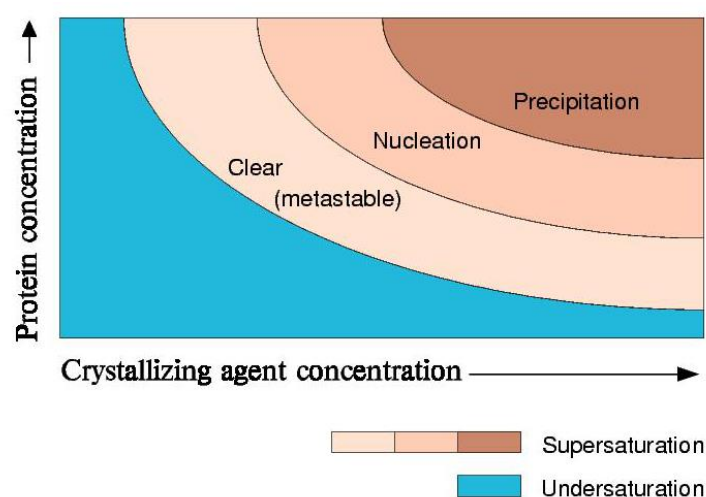 Protein concentration
Precipitation
Nucleation
Clear
(metastable)
Crystallizing agent concentration
Supersaturation
Undersaturation